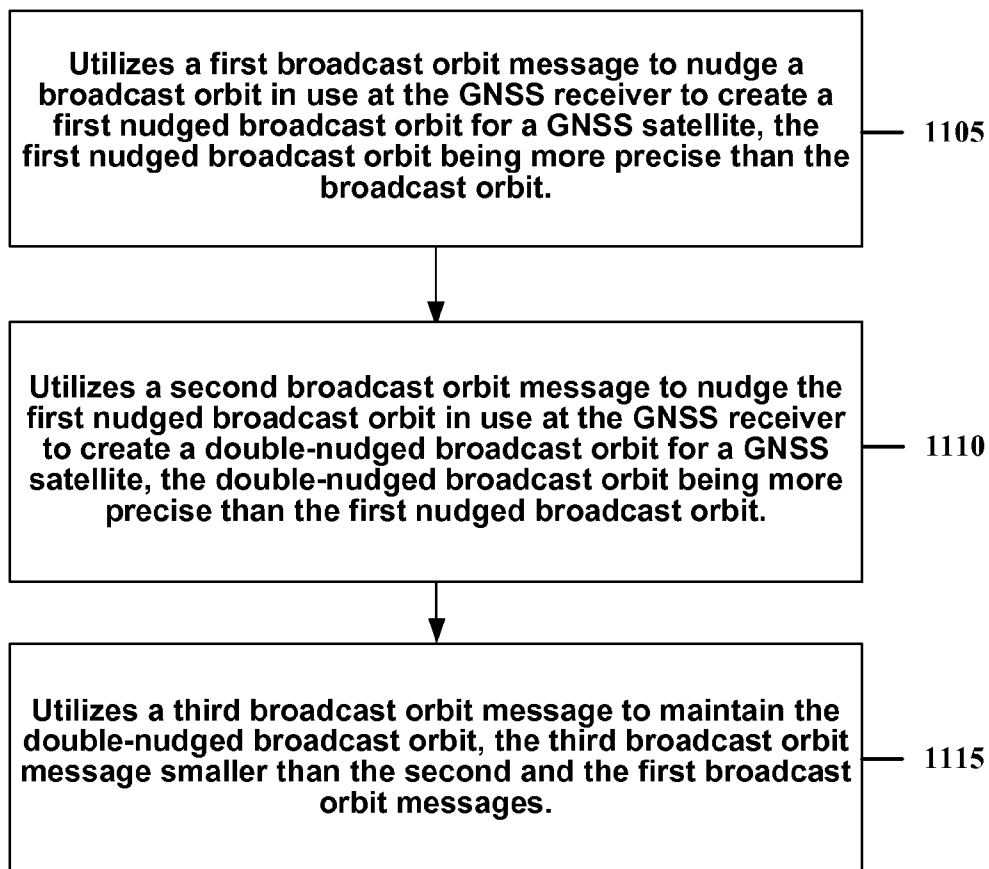 Utilizes a first broadcast orbit message to nudge a
broadcast orbit in use at the GNSS receiver to create a
first nudged broadcast orbit for a GNSS satellite, the
first nudged broadcast orbit being more precise than the
broadcast orbit.
1105
Utilizes a second broadcast orbit message to nudge the
first nudged broadcast orbit in use at the GNSS receiver
to create a double-nudged broadcast orbit for a GNSS
satellite, the double-nudged broadcast orbit being more
precise than the first nudged broadcast orbit.
1110
Utilizes a third broadcast orbit message to maintain the
double-nudged broadcast orbit, the third broadcast orbit
message smaller than the second and the first broadcast
orbit messages.
1115